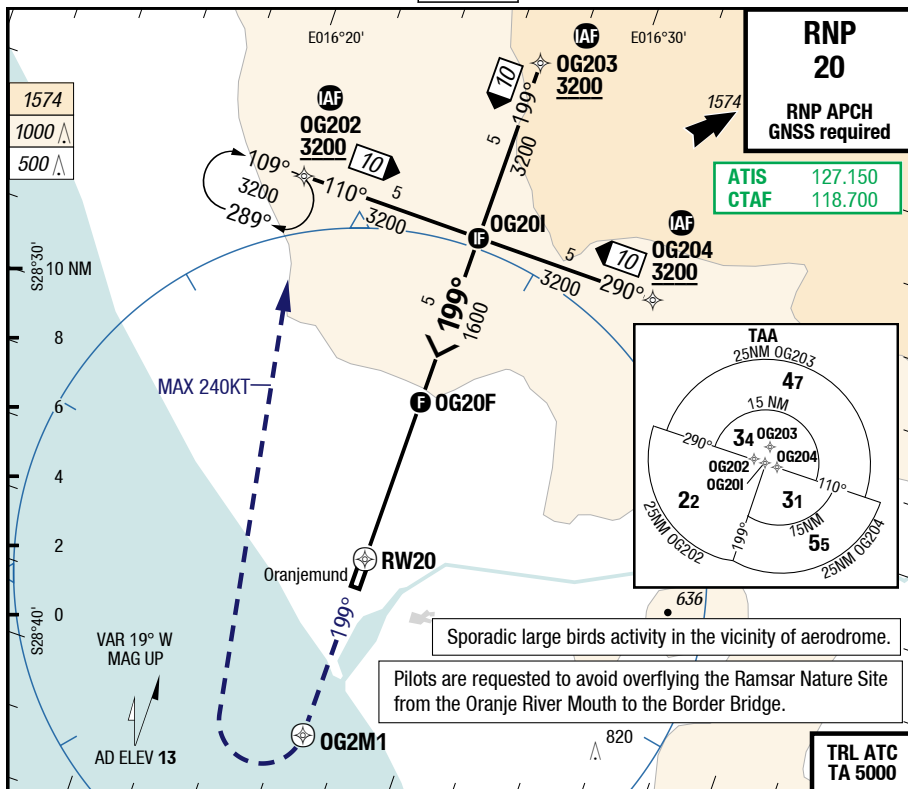 E016°20'
E016°30'
RNP
20
RNP APCH
GNSS required
ATIS 127.150
CTAF 118.700
1574
1000
500
1574
IAF
OG203
3200
10
199°
5
3200
IAF
OG202
3200
10
109°
3200
289°
110°
5
3200
IF
OG20I
IAF
OG204
3200
10
5
3200
290°
S28°30'
10 NM
8
6
4
2
0
S28°40'
5
199°
1600
MAX 240KT
F
OG20F
TAA
25NM OG203
47
15 NM
34
OG203
OG204
OG202
OG20I
290°
110°
22
31
199°
15NM
55
25NM OG202
25NM OG204
RW20
Oranjemund
199°
636
Sporadic large birds activity in the vicinity of aerodrome.
Pilots are requested to avoid overflying the Ramsar Nature Site
from the Oranje River Mouth to the Border Bridge.
VAR 19° W
MAG UP
AD ELEV 13
OG2M1
820
TRL ATC
TA 5000